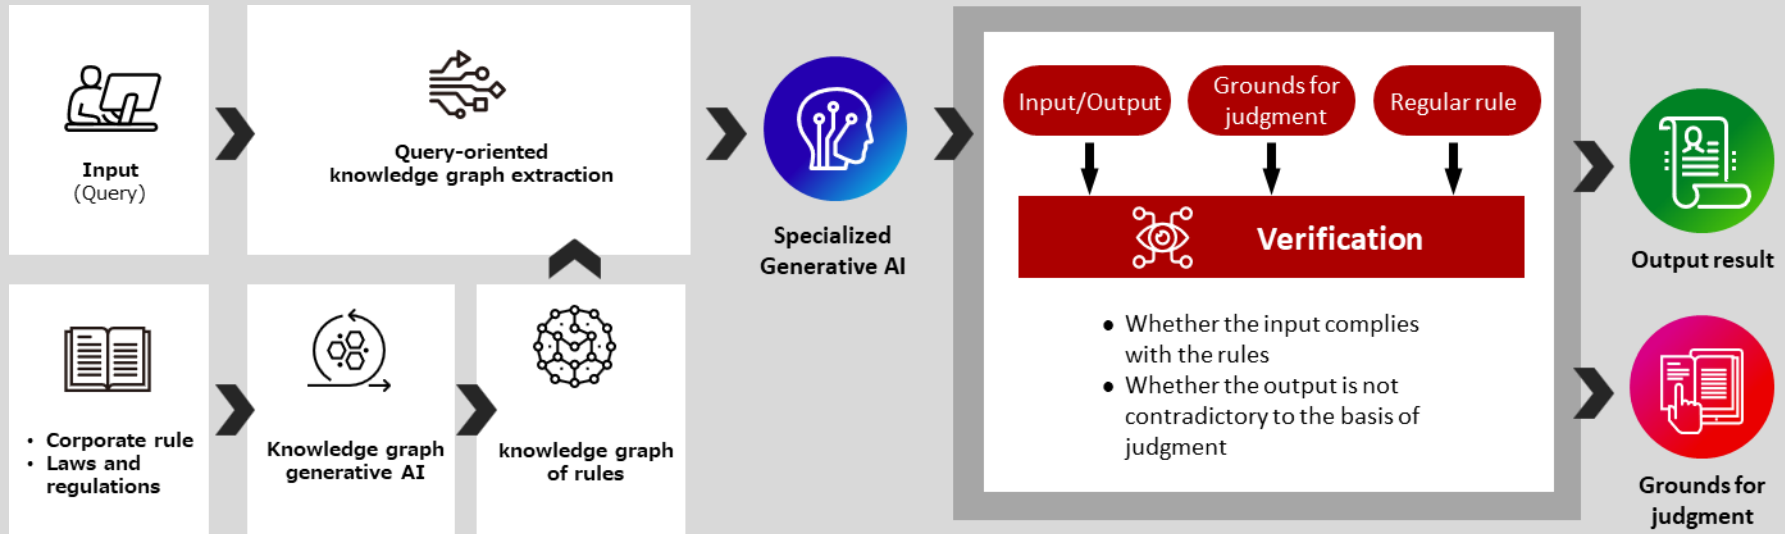 Input
(Query)
Query-oriented
knowledge graph extraction
• Corporate rule
• Laws and
regulations
Knowledge graph
generative AI
knowledge graph
of rules
Specialized
Generative AI
Input/Output
Grounds for
judgment
Regular rule
Verification
● Whether the input complies
with the rules
● Whether the output is not
contradictory to the basis of
judgment
Output result
Grounds for
judgment